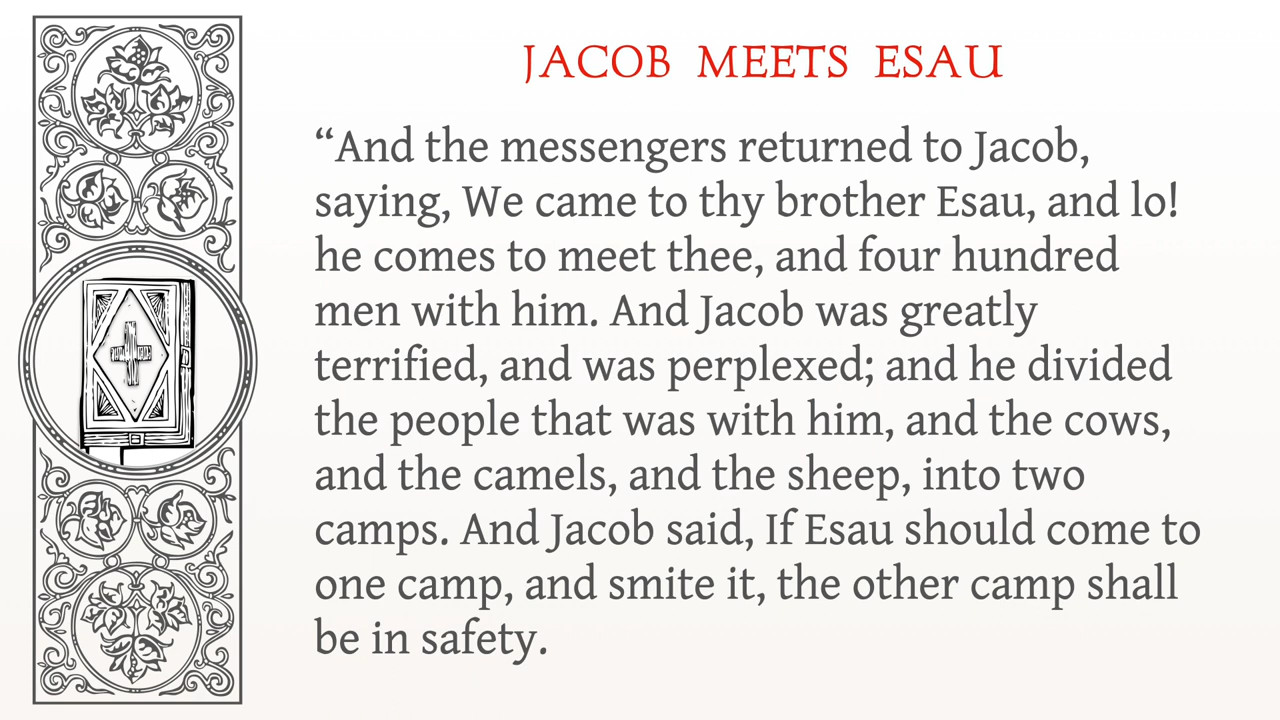 JACOB MEETS ESAU
“And the messengers returned to Jacob,
saying, We came to thy brother Esau, and lo!
he comes to meet thee, and four hundred
men with him. And Jacob was greatly
terrified, and was perplexed; and he divided
the people that was with him, and the cows,
and the camels, and the sheep, into two
camps. And Jacob said, If Esau should come to
one camp, and smite it, the other camp shall
be in safety.